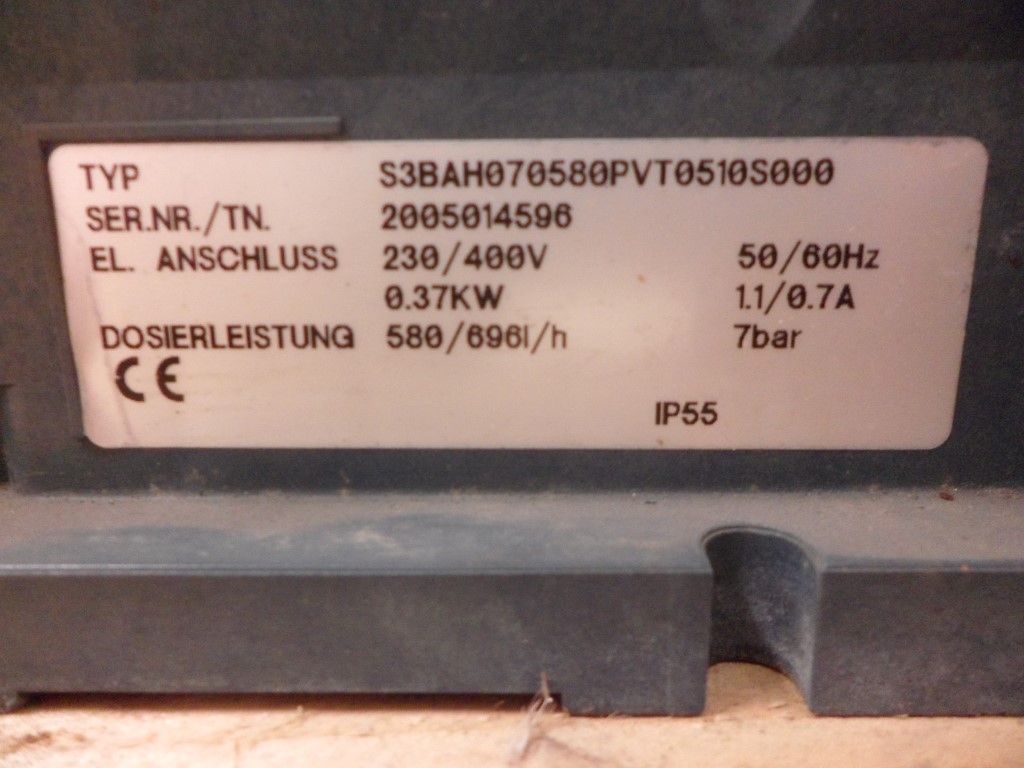 TYP S3BAH070580PVT0510S000
SER.NR./TN. 2005014596
EL. ANSCHLUSS 230/400V 50/60Hz
0.37KW 1.1/0.7A
DOSIERLEISTUNG 580/696l/h 7bar
CE
IP55